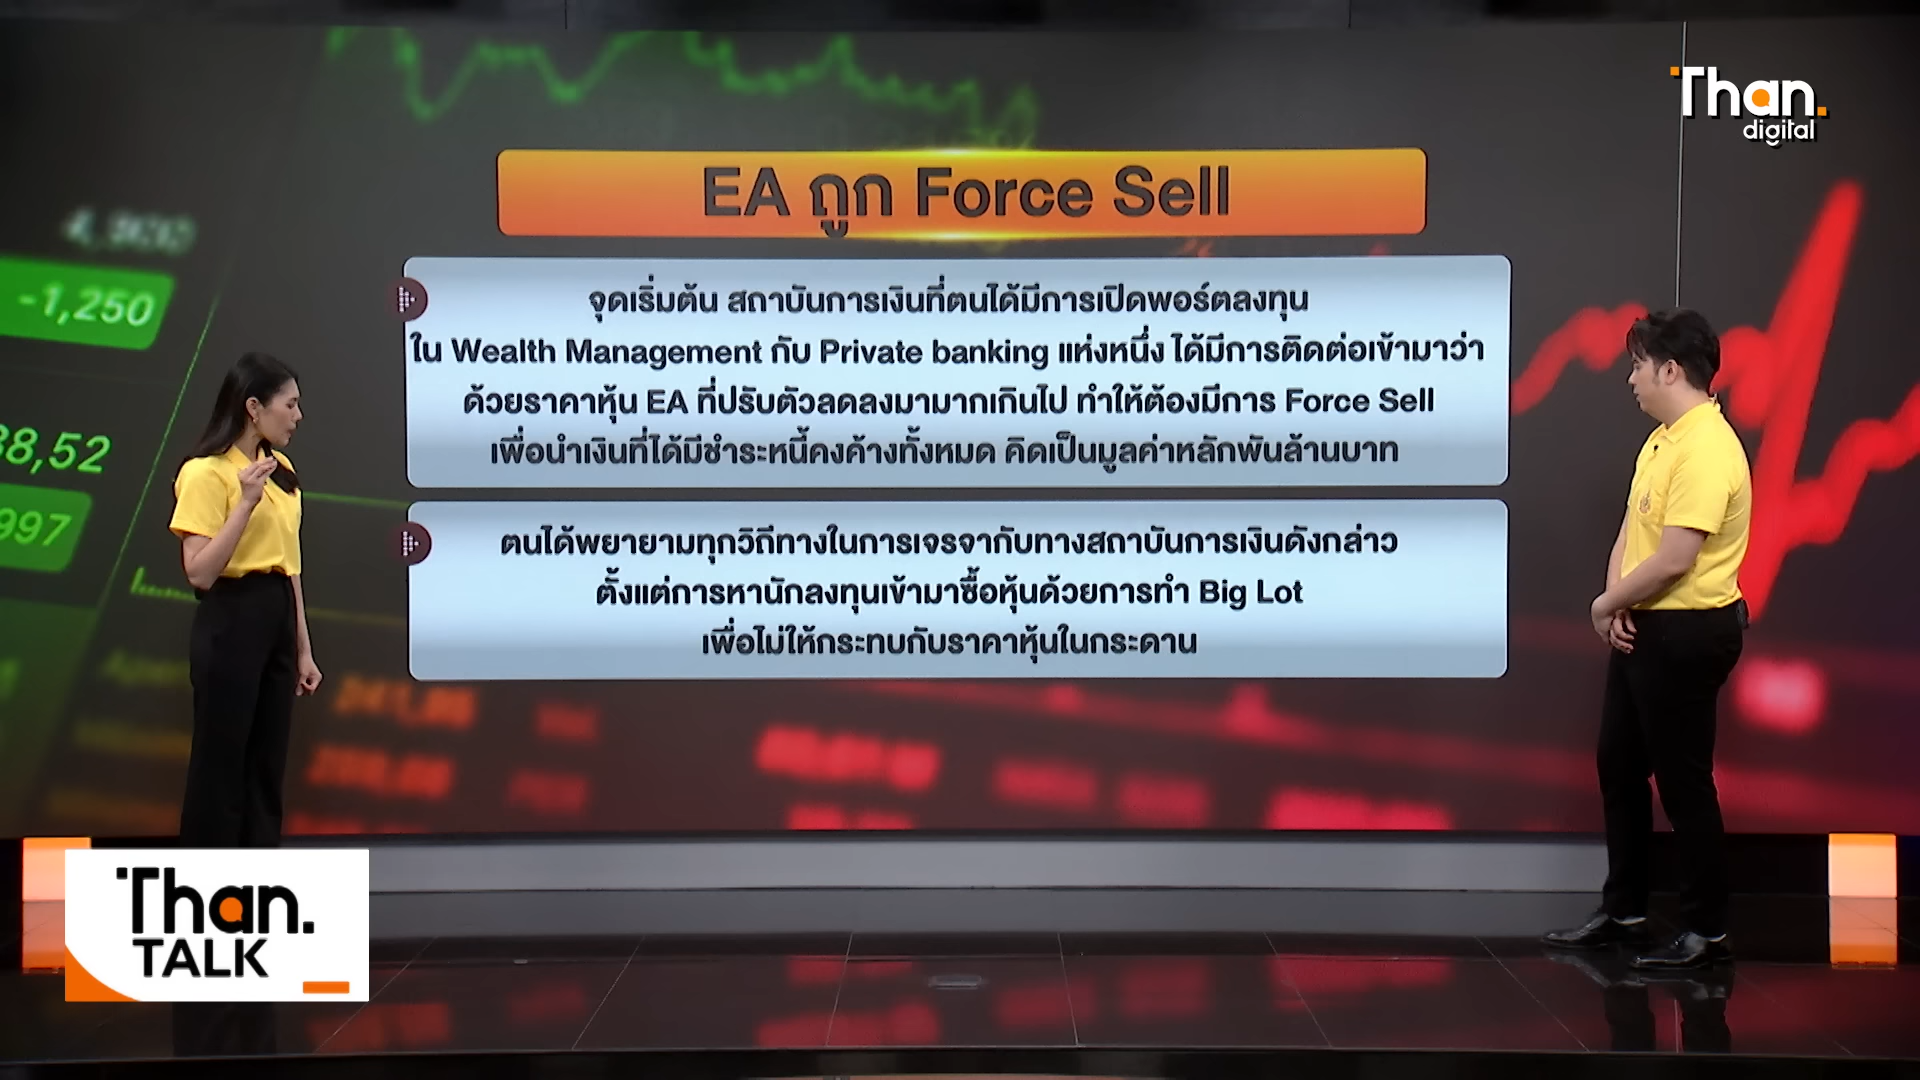 Than.
digital
EA ถูก Force Sell
จุดเริ่มต้น สถาบันการเงินที่ตนได้มีการเปิดพอร์ตลงทุน
ใน Wealth Management กับ Private banking แห่งหนึ่ง ได้มีการติดต่อเข้ามาว่า
ด้วยราคาหุ้น EA ที่ปรับตัวลดลงมามากเกินไป ทำให้ต้องมีการ Force Sell
เพื่อนำเงินที่ได้มีชำระหนี้คงค้างทั้งหมด คิดเป็นมูลค่าหลักพันล้านบาท
ตนได้พยายามทุกวิถีทางในการเจรจากับทางสถาบันการเงินดังกล่าว
ตั้งแต่การหานักลงทุนเข้ามาซื้อหุ้นด้วยการทำ Big Lot
เพื่อไม่ให้กระทบกับราคาหุ้นในกระดาน
-1,250
38,52
997
Than.
TALK